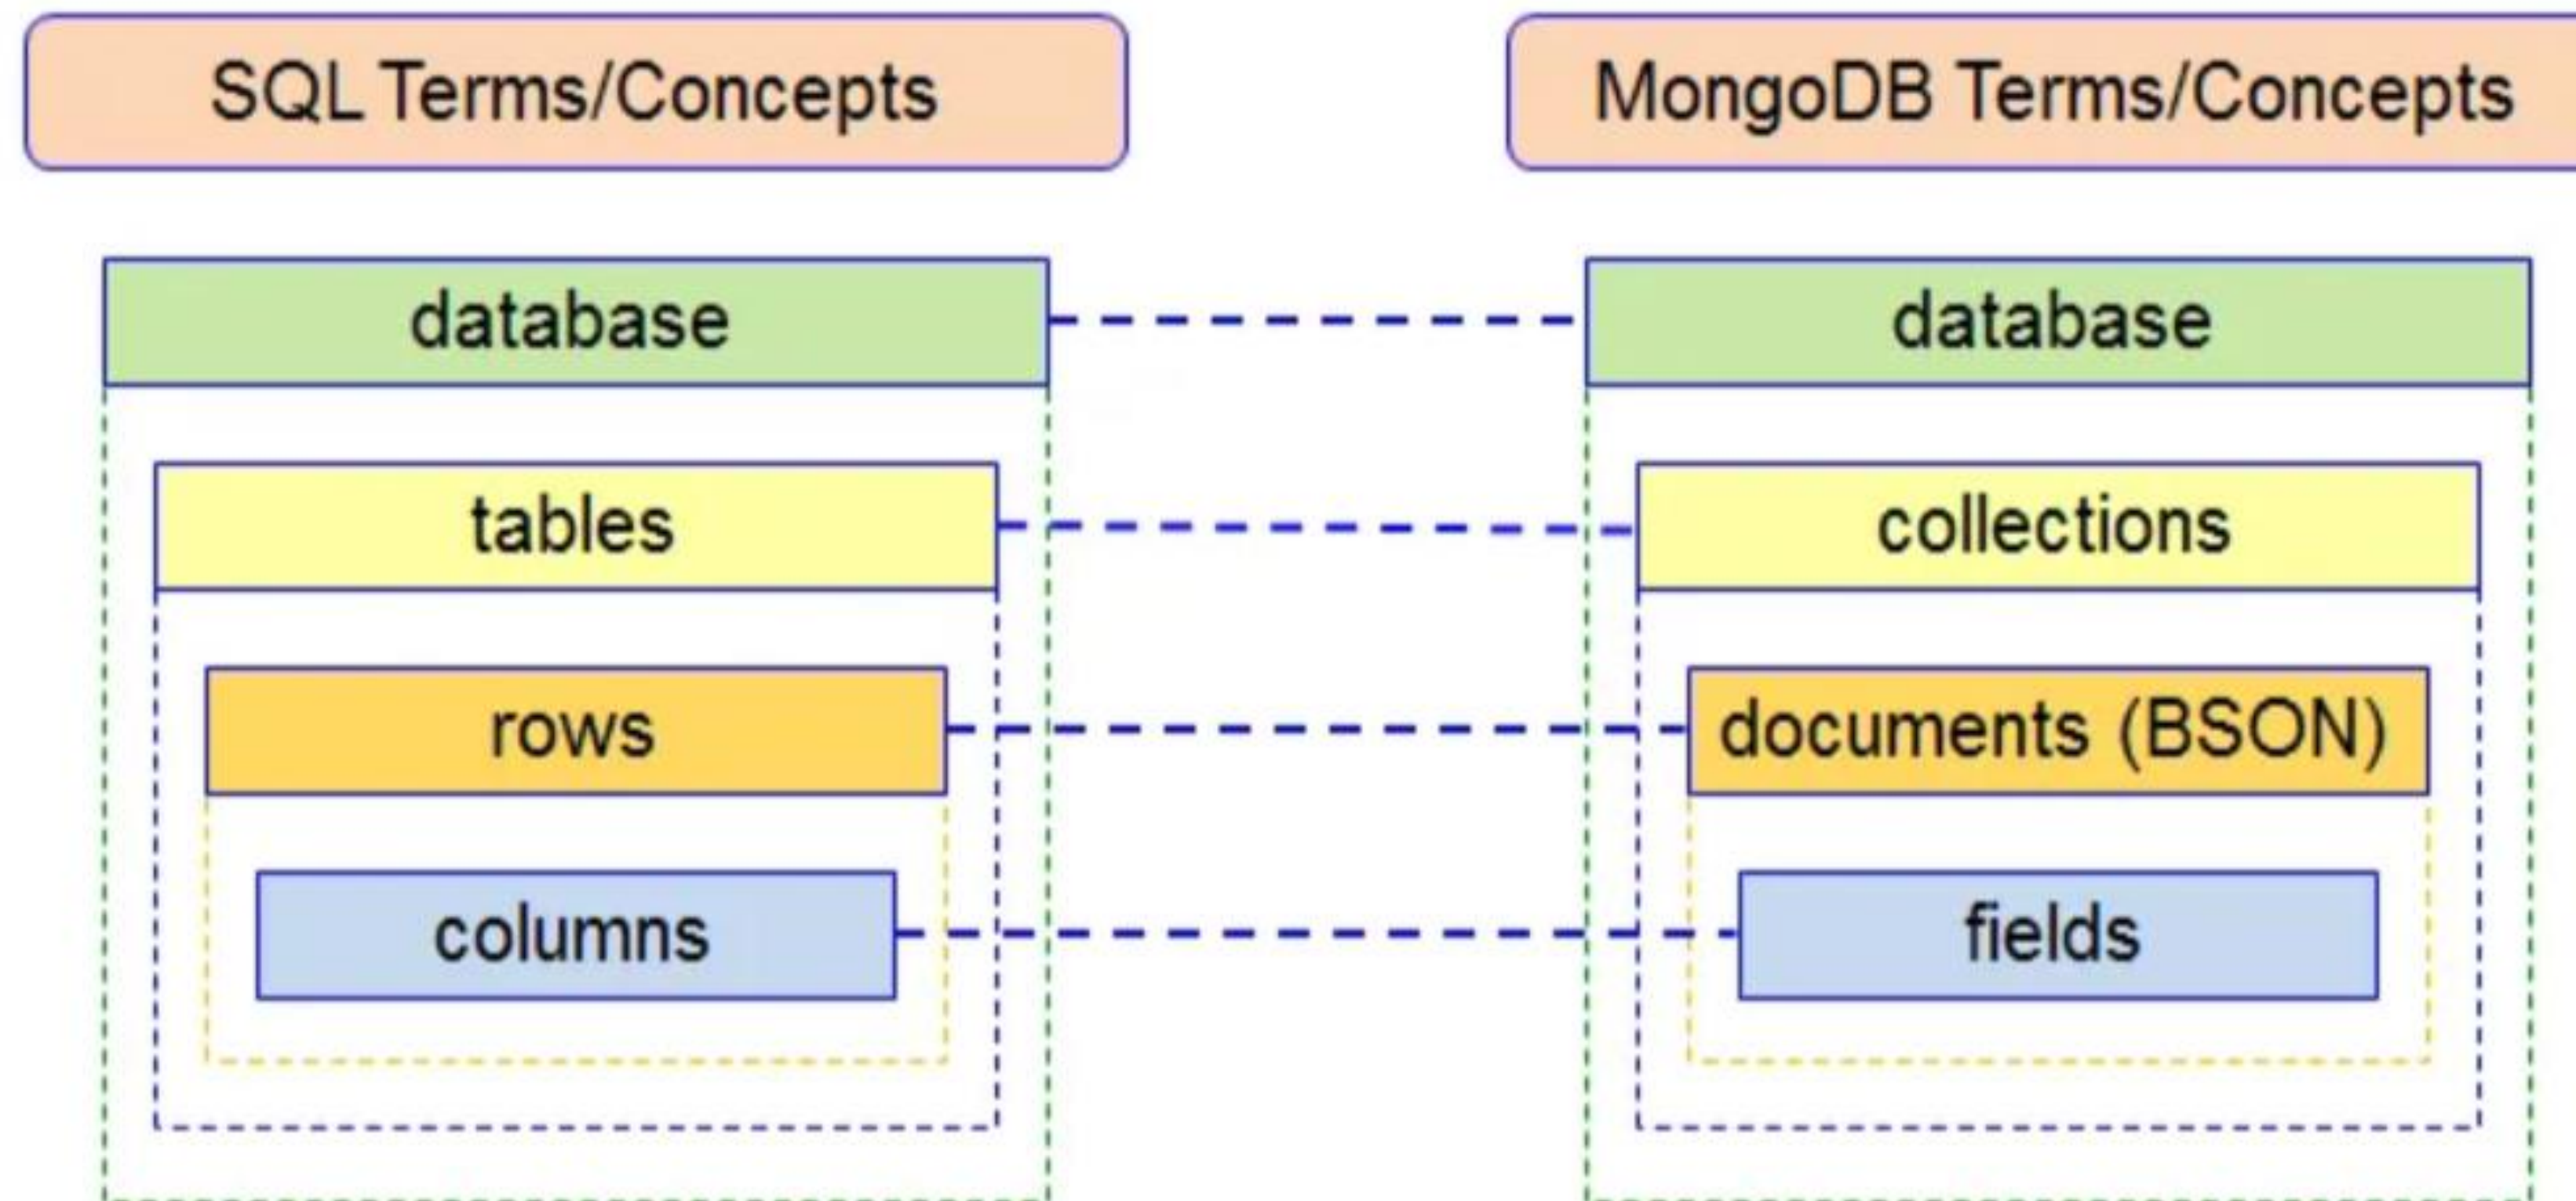 SQL Terms/Concepts
MongoDB Terms/Concepts
database
database
tables
collections
rows
documents (BSON)
columns
fields